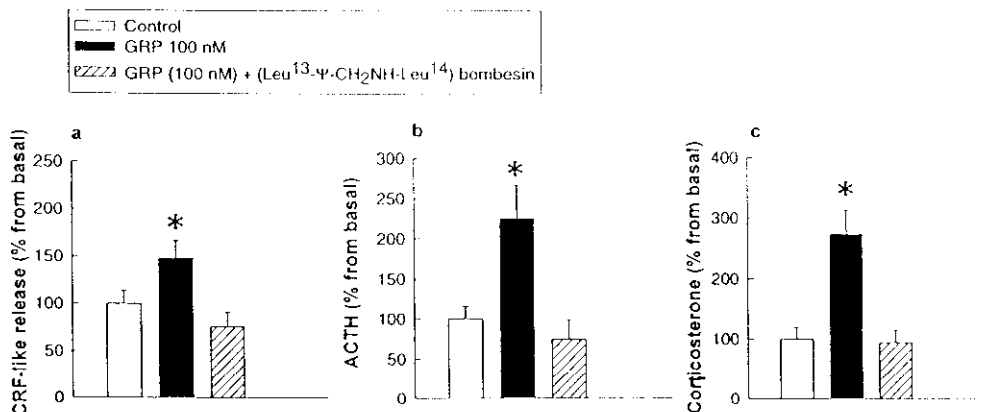 Control
GRP 100 nM
GRP (100 nM) + (Leu13-Ψ-CH2NH-Leu14) bombesin
a
CRF-like release (% from basal)
250
200
150
100
50
0
*
b
ACTH (% from basal)
300
250
200
150
100
50
0
*
c
Corticosterone (% from basal)
400
300
200
100
0
*